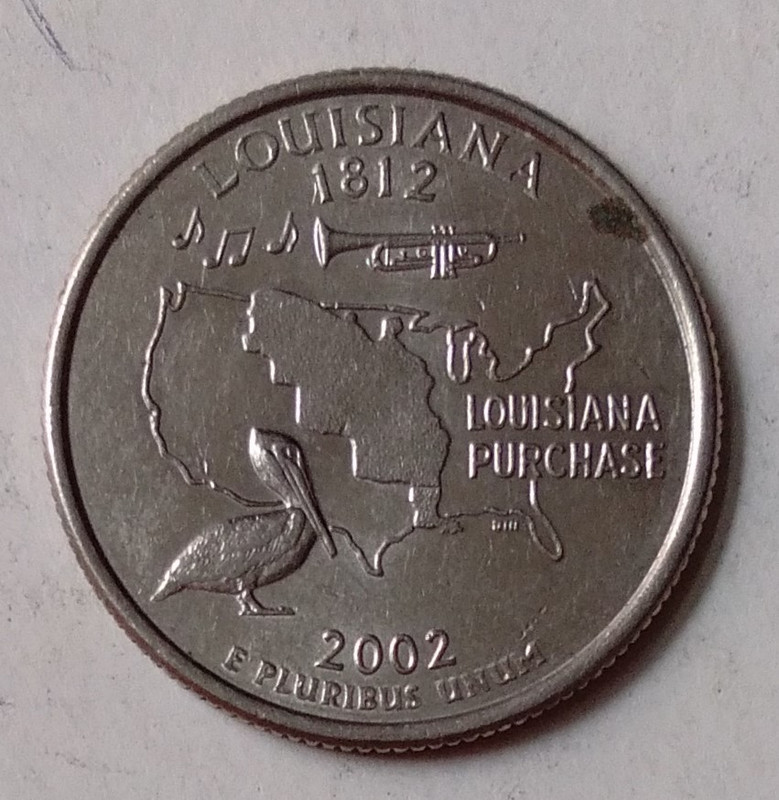 LOUISIANA
1812
LOUISIANA
PURCHASE
2002
E PLURIBUS UNUM